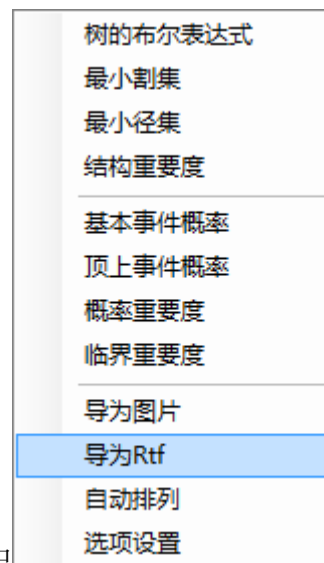 树的布尔表达式
最小割集
最小径集
结构重要度
基本事件概率
顶上事件概率
概率重要度
临界重要度
导为图片
导为Rtf
自动排列
选项设置